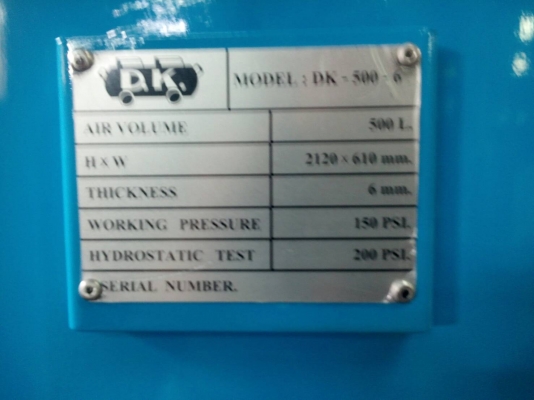 D.K.
MODEL : DK - 500 - 6
AIR VOLUME 500 L.
H × W 2120 × 610 mm.
THICKNESS 6 mm.
WORKING PRESSURE 150 PSI.
HYDROSTATIC TEST 200 PSI.
SERIAL NUMBER.